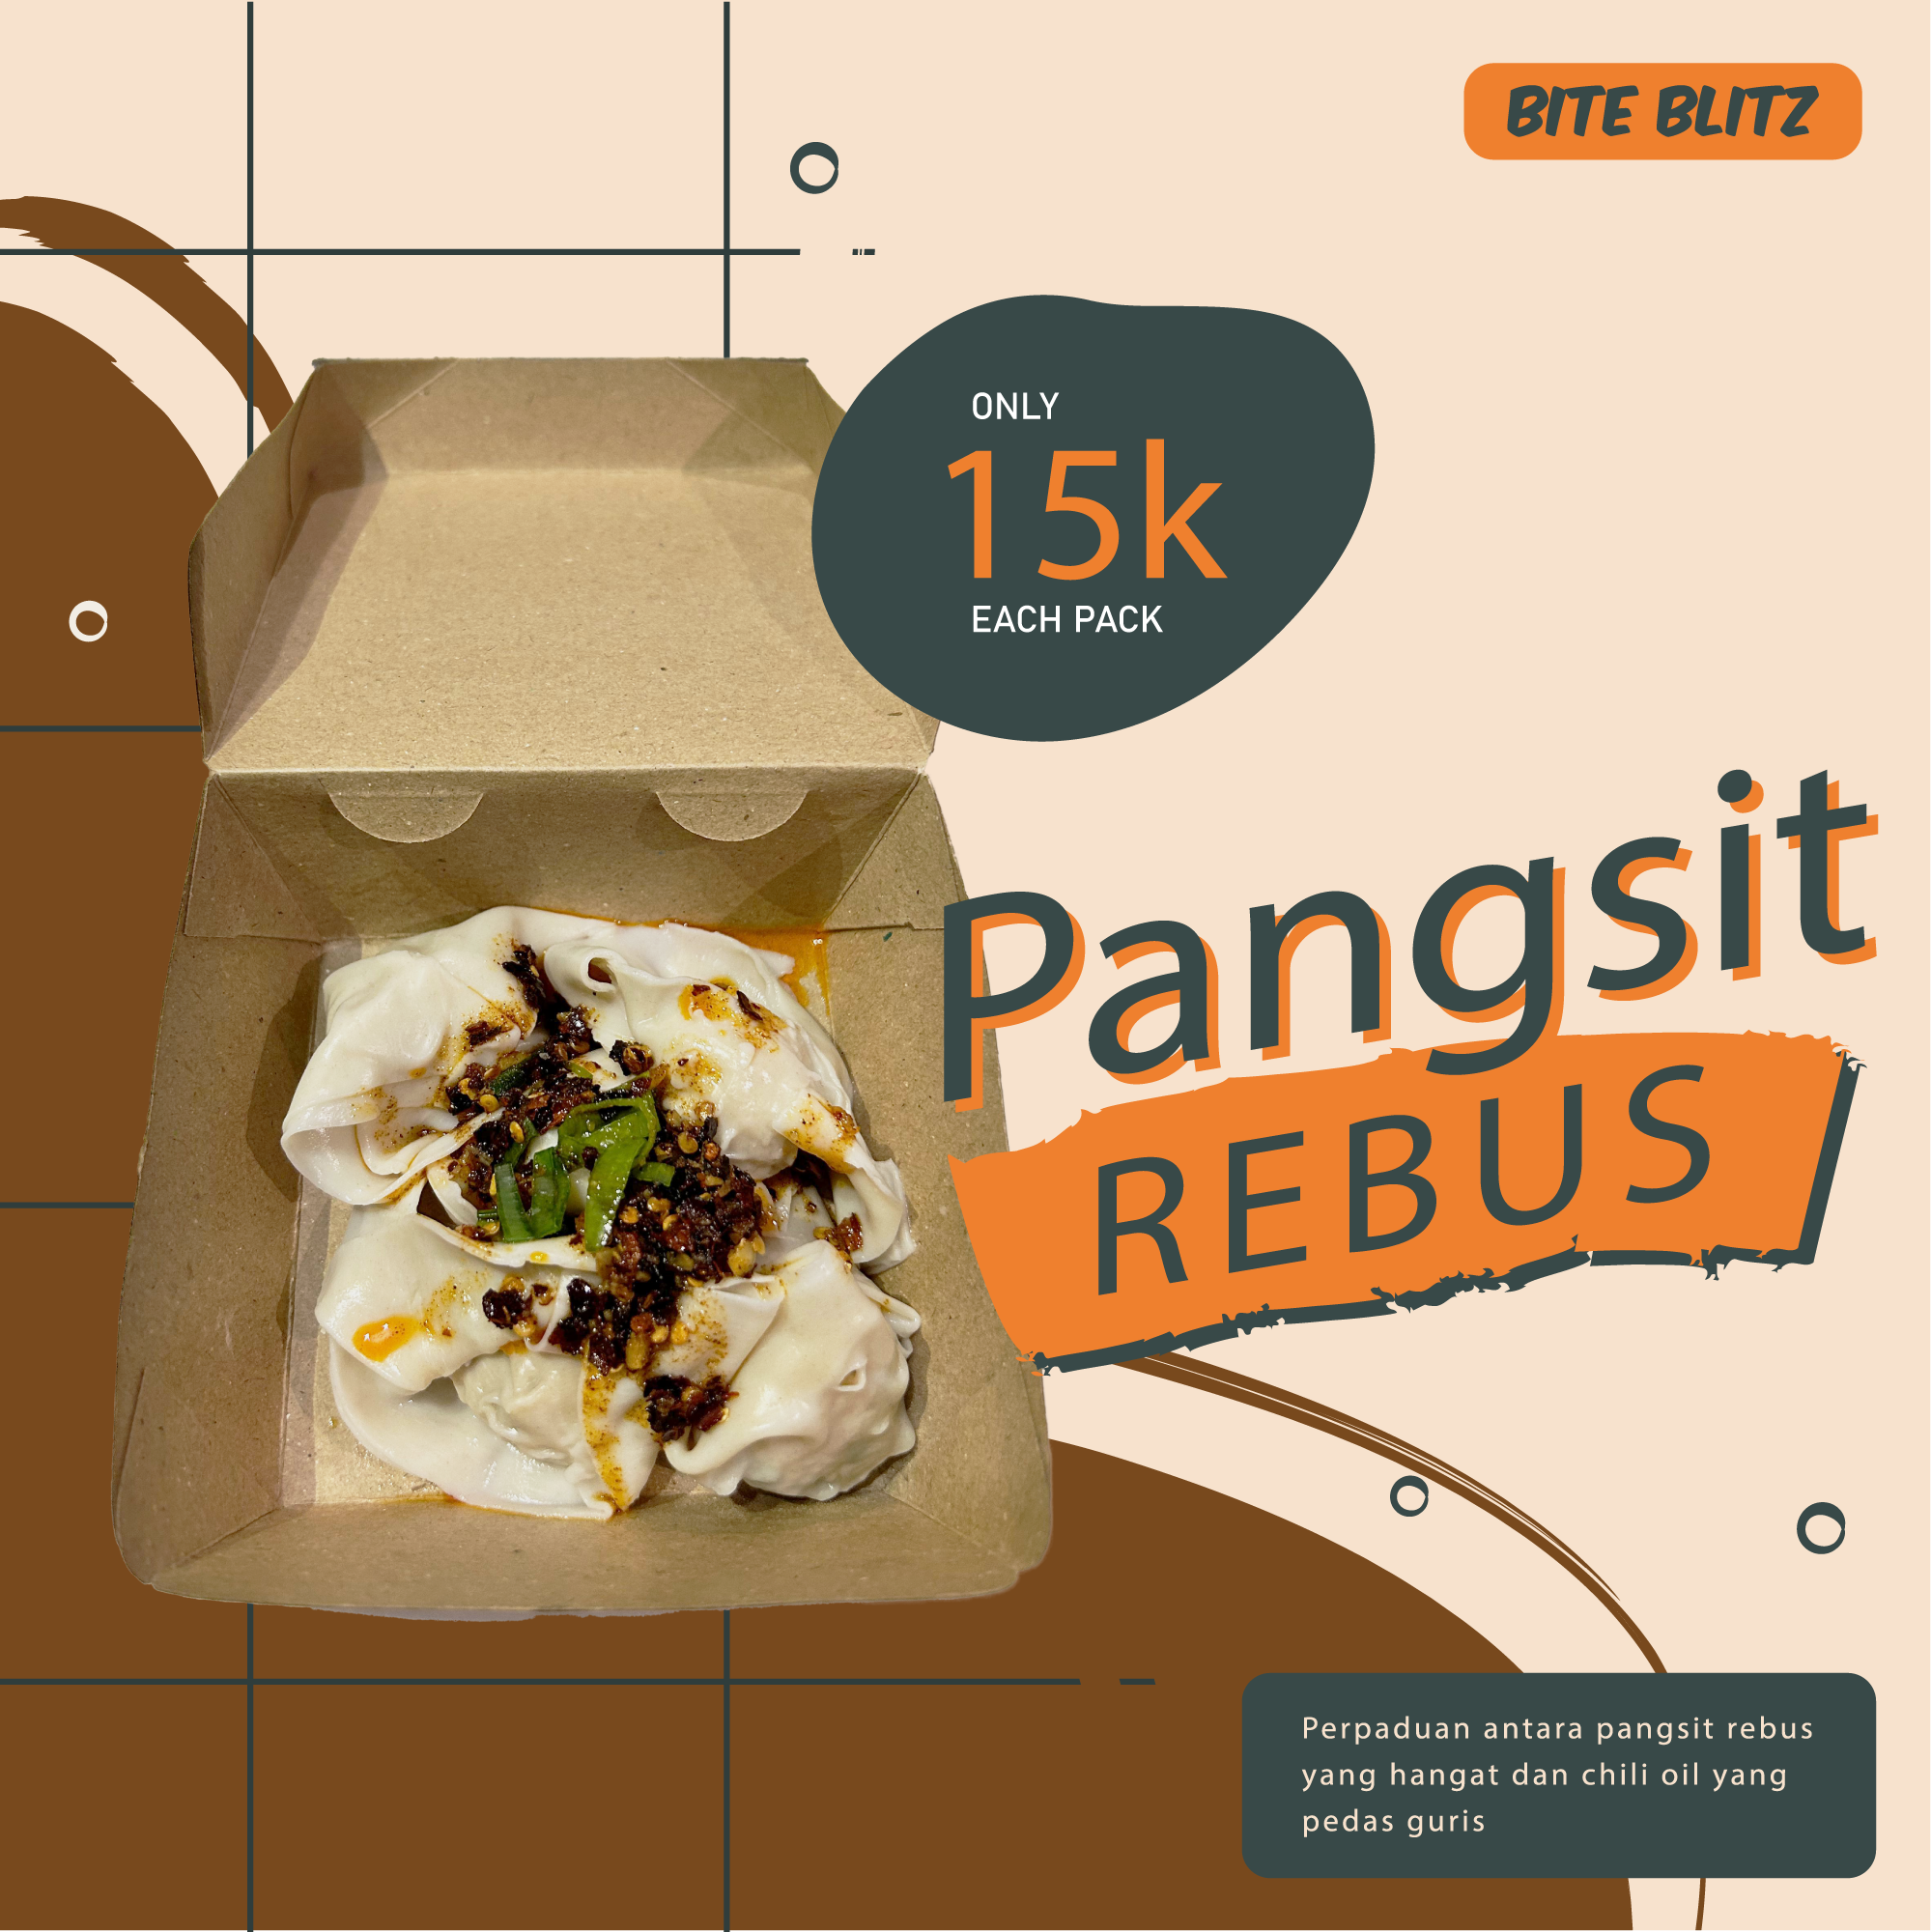 BITE BLITZ
ONLY
15k
EACH PACK
Pangsit
REBUS
Perpaduan antara pangsit rebus
yang hangat dan chili oil yang
pedas guris